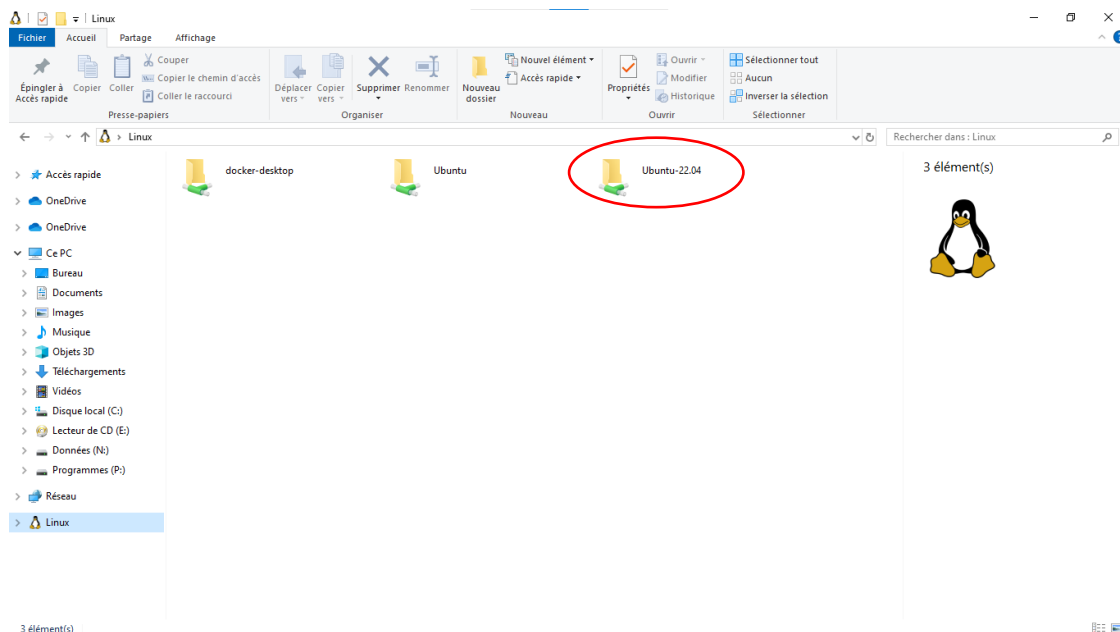 Linux
Fichier Accueil Partage Affichage
Épingler à Accès rapide
Copier
Coller
Couper
Copier le chemin d'accès
Coller le raccourci
Presse-papiers
Déplacer vers
Copier vers
Supprimer
Renommer
Organiser
Nouveau dossier
Nouvel élément
Accès rapide
Nouveau
Propriétés
Ouvrir
Modifier
Historique
Ouvrir
Sélectionner tout
Aucun
Inverser la sélection
Sélectionner
Linux
Rechercher dans : Linux
Accès rapide
OneDrive
OneDrive
Ce PC
Bureau
Documents
Images
Musique
Objets 3D
Téléchargements
Vidéos
Disque local (C:)
Lecteur de CD (E:)
Données (N:)
Programmes (P:)
Réseau
Linux
docker-desktop
Ubuntu
Ubuntu-22.04
3 élément(s)
3 élément(s)